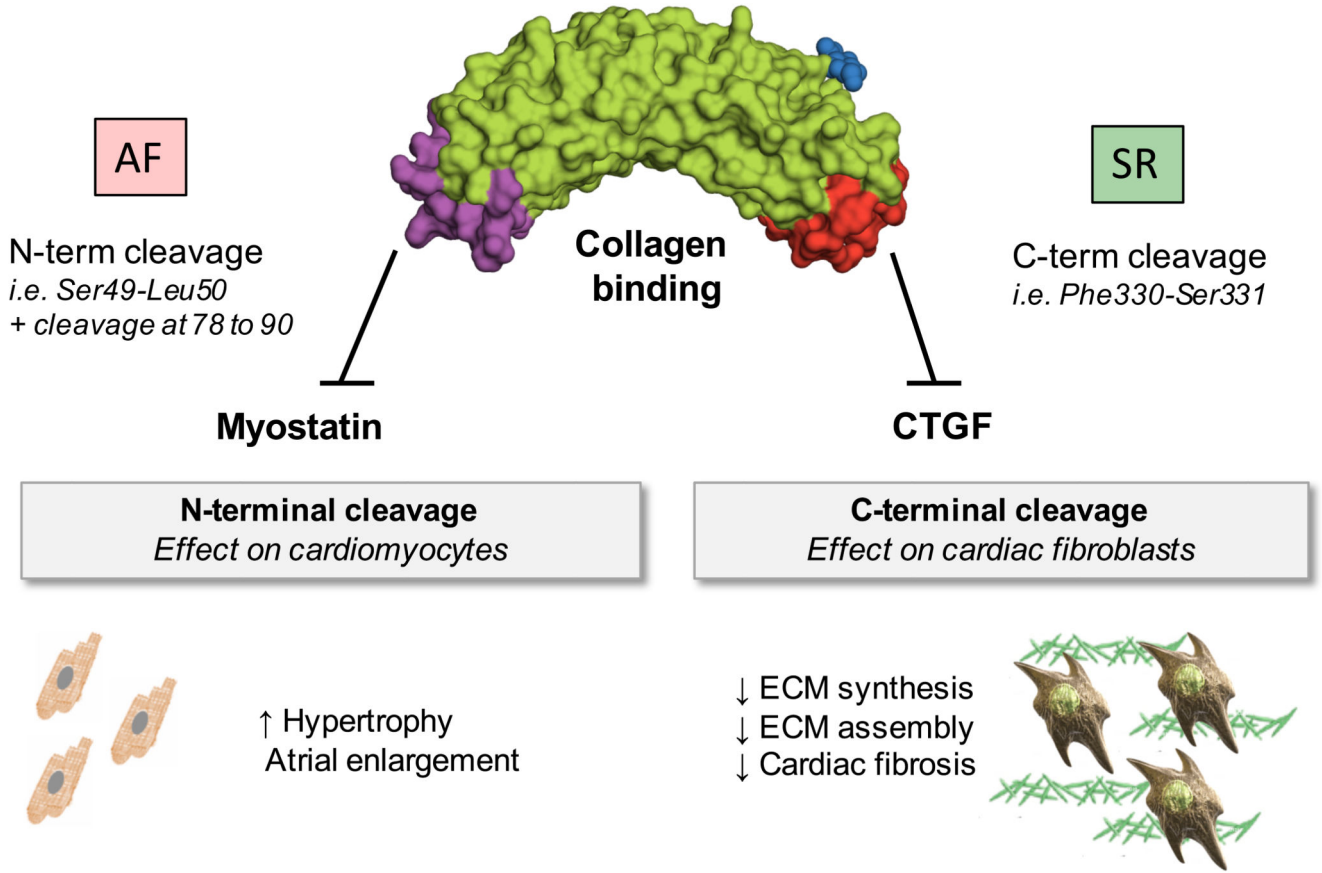 AF
N-term cleavage
i.e. Ser49-Leu50
+ cleavage at 78 to 90
Collagen
binding
SR
C-term cleavage
i.e. Phe330-Ser331
Myostatin
CTGF
N-terminal cleavage
Effect on cardiomyocytes
C-terminal cleavage
Effect on cardiac fibroblasts
↑ Hypertrophy
Atrial enlargement
↓ ECM synthesis
↓ ECM assembly
↓ Cardiac fibrosis